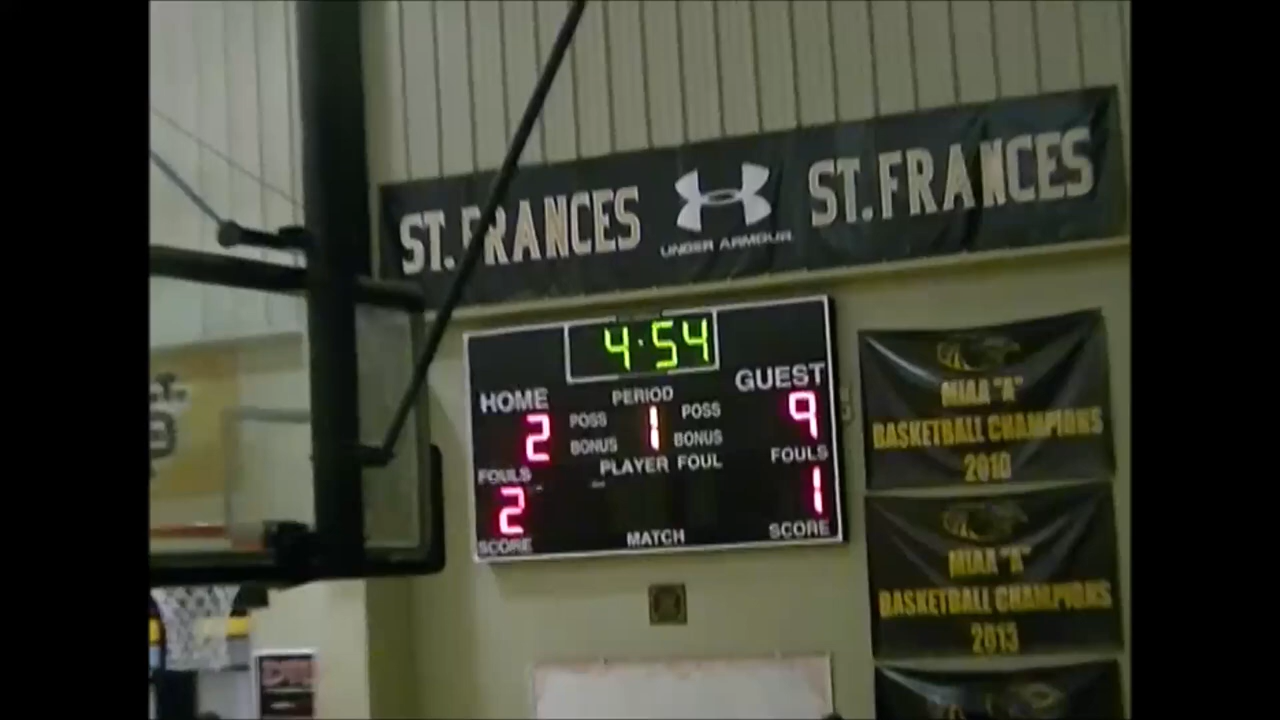 ST. FRANCES UNDER ARMOUR ST. FRANCES
4:54
HOME PERIOD GUEST
2 POSS 1 POSS 9
BONUS BONUS
FOULS PLAYER FOUL FOULS
2 1
SCORE MATCH SCORE
MIAA "A"
BASKETBALL CHAMPIONS
2010
MIAA "A"
BASKETBALL CHAMPIONS
2013